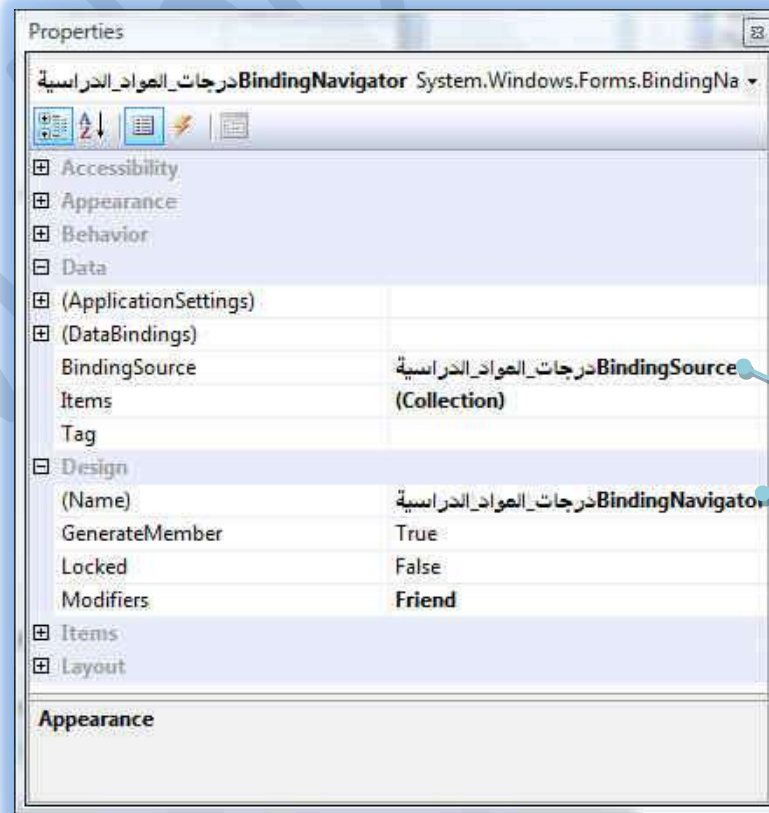 Properties
درجات_المواد_الدراسيةBindingNavigator System.Windows.Forms.BindingNa
Accessibility
Appearance
Behavior
Data
(ApplicationSettings)
(DataBindings)
BindingSource درجات_المواد_الدراسيةBindingSource
Items (Collection)
Tag
Design
(Name) درجات_المواد_الدراسيةBindingNavigator
GenerateMember True
Locked False
Modifiers Friend
Items
Layout
Appearance